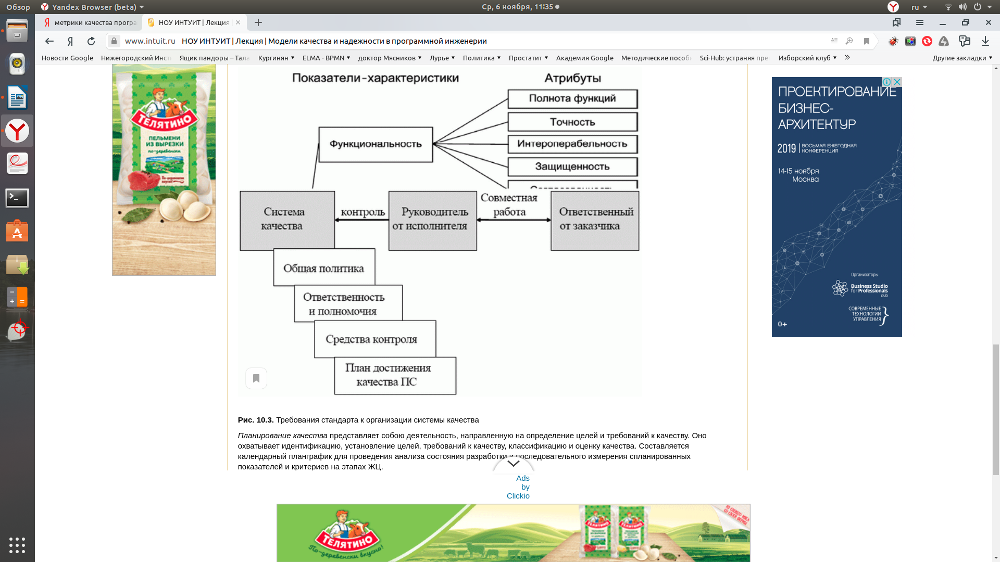 Обзор
Yandex Browser (beta)
Ср, 6 ноября, 11:35
ru
метрики качества програ
НОУ ИНТУИТ | Лекция |
www.intuit.ru
НОУ ИНТУИТ | Лекция | Модели качества и надежности в программной инженерии
Новости Google
Нижегородский Инст
Ящик пандоры – Тала
Кургинян
ELMA - BPMN
доктор Мясников
Лурье
Политика
Простатит
Академия Google
Методические пособ
Sci-Hub: устраняя пре
Изборский клуб
Другие закладки
ТЕЛЯТИНО
ПЕЛЬМЕНИ
ИЗ ВЫРЕЗКИ
по-деревенски
Показатели-характеристики
Атрибуты
Полнота функций
Точность
Функциональность
Интероперабельность
Защищенность
Система
качества
контроль
Руководитель
от исполнителя
Совместная
работа
Ответственный
от заказчика
Общая политика
Ответственность
и полномочия
Средства контроля
План достижения
качества ПС
Рис. 10.3. Требования стандарта к организации системы качества
Планирование качества представляет собою деятельность, направленную на определение целей и требований к качеству. Оно
охватывает идентификацию, установление целей, требований к качеству, классификацию и оценку качества. Составляется
календарный планграфик для проведения анализа состояния разработки и последовательного измерения спланированных
показателей и критериев на этапах ЖЦ.
ПРОЕКТИРОВАНИЕ
БИЗНЕС-
АРХИТЕКТУР
2019 | ВОСЬМАЯ ЕЖЕГОДНАЯ
КОНФЕРЕНЦИЯ
14-15 ноября
Москва
Организаторы
Business Studio
for Professionals
club
СОВРЕМЕННЫЕ
ТЕХНОЛОГИИ
УПРАВЛЕНИЯ
0+
Ads
by
Clickio
ТЕЛЯТИНО
По-деревенски вкусно!
ТЕЛЯТИНО
ТЕЛЯТИНО